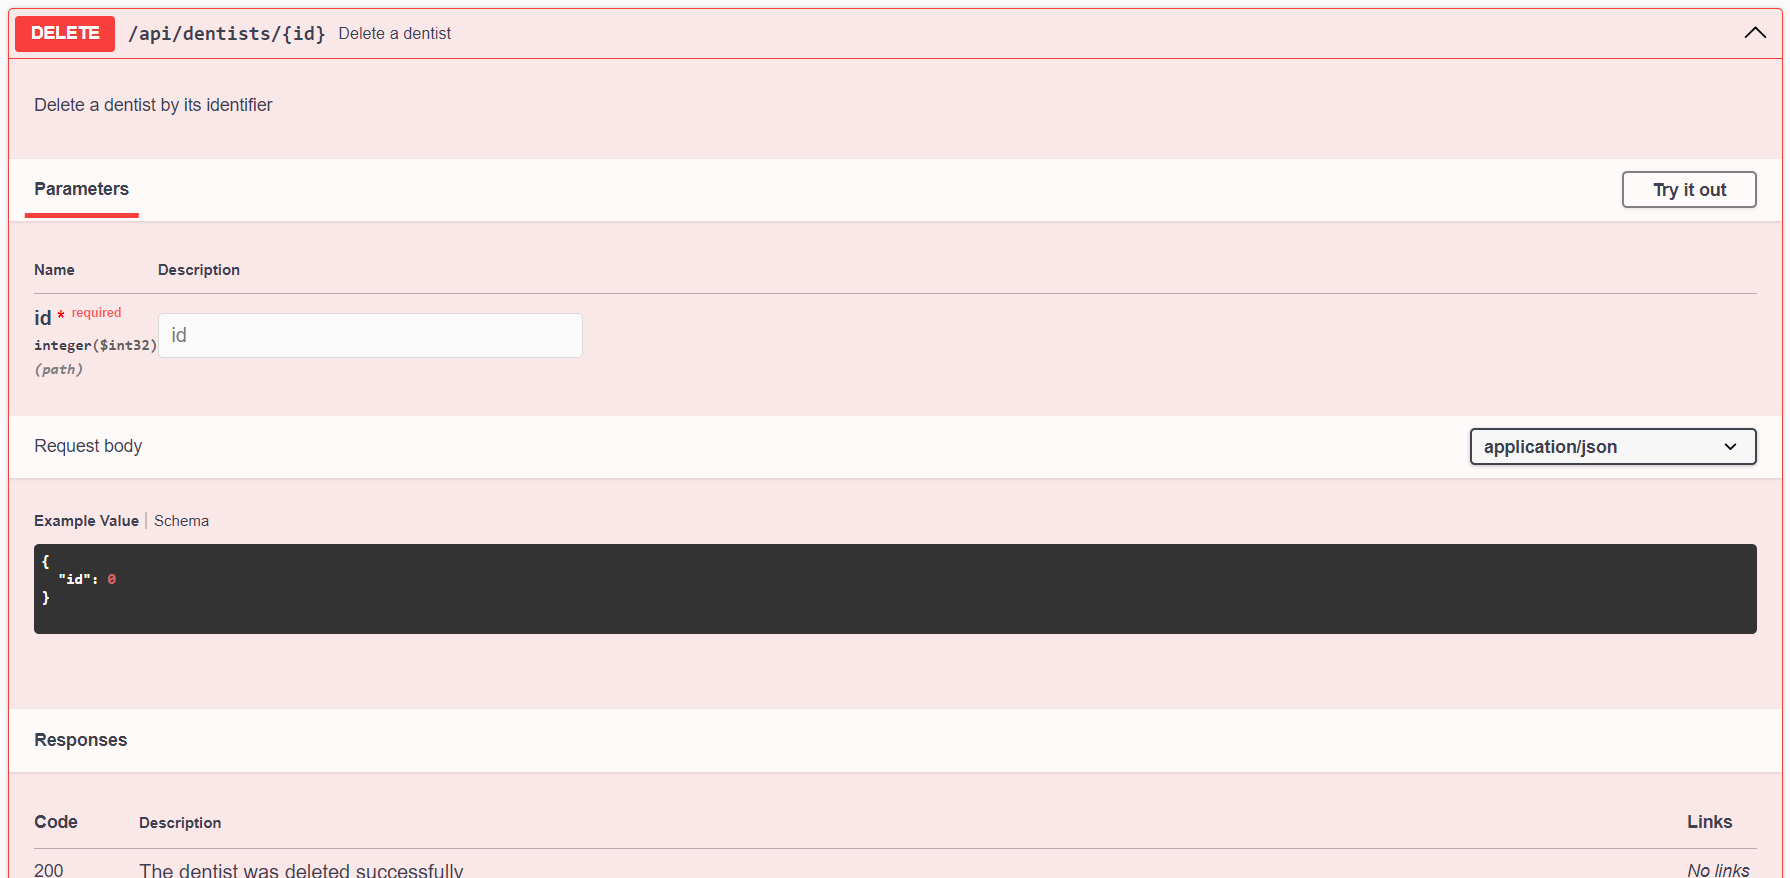 DELETE /api/dentists/{id} Delete a dentist
Delete a dentist by its identifier
Parameters
Try it out
Name Description
id * required
integer($int32)
(path)
id
Request body
application/json
Example Value | Schema
{
"id": 0
}
Responses
Code Description Links
200 The dentist was deleted successfully No links